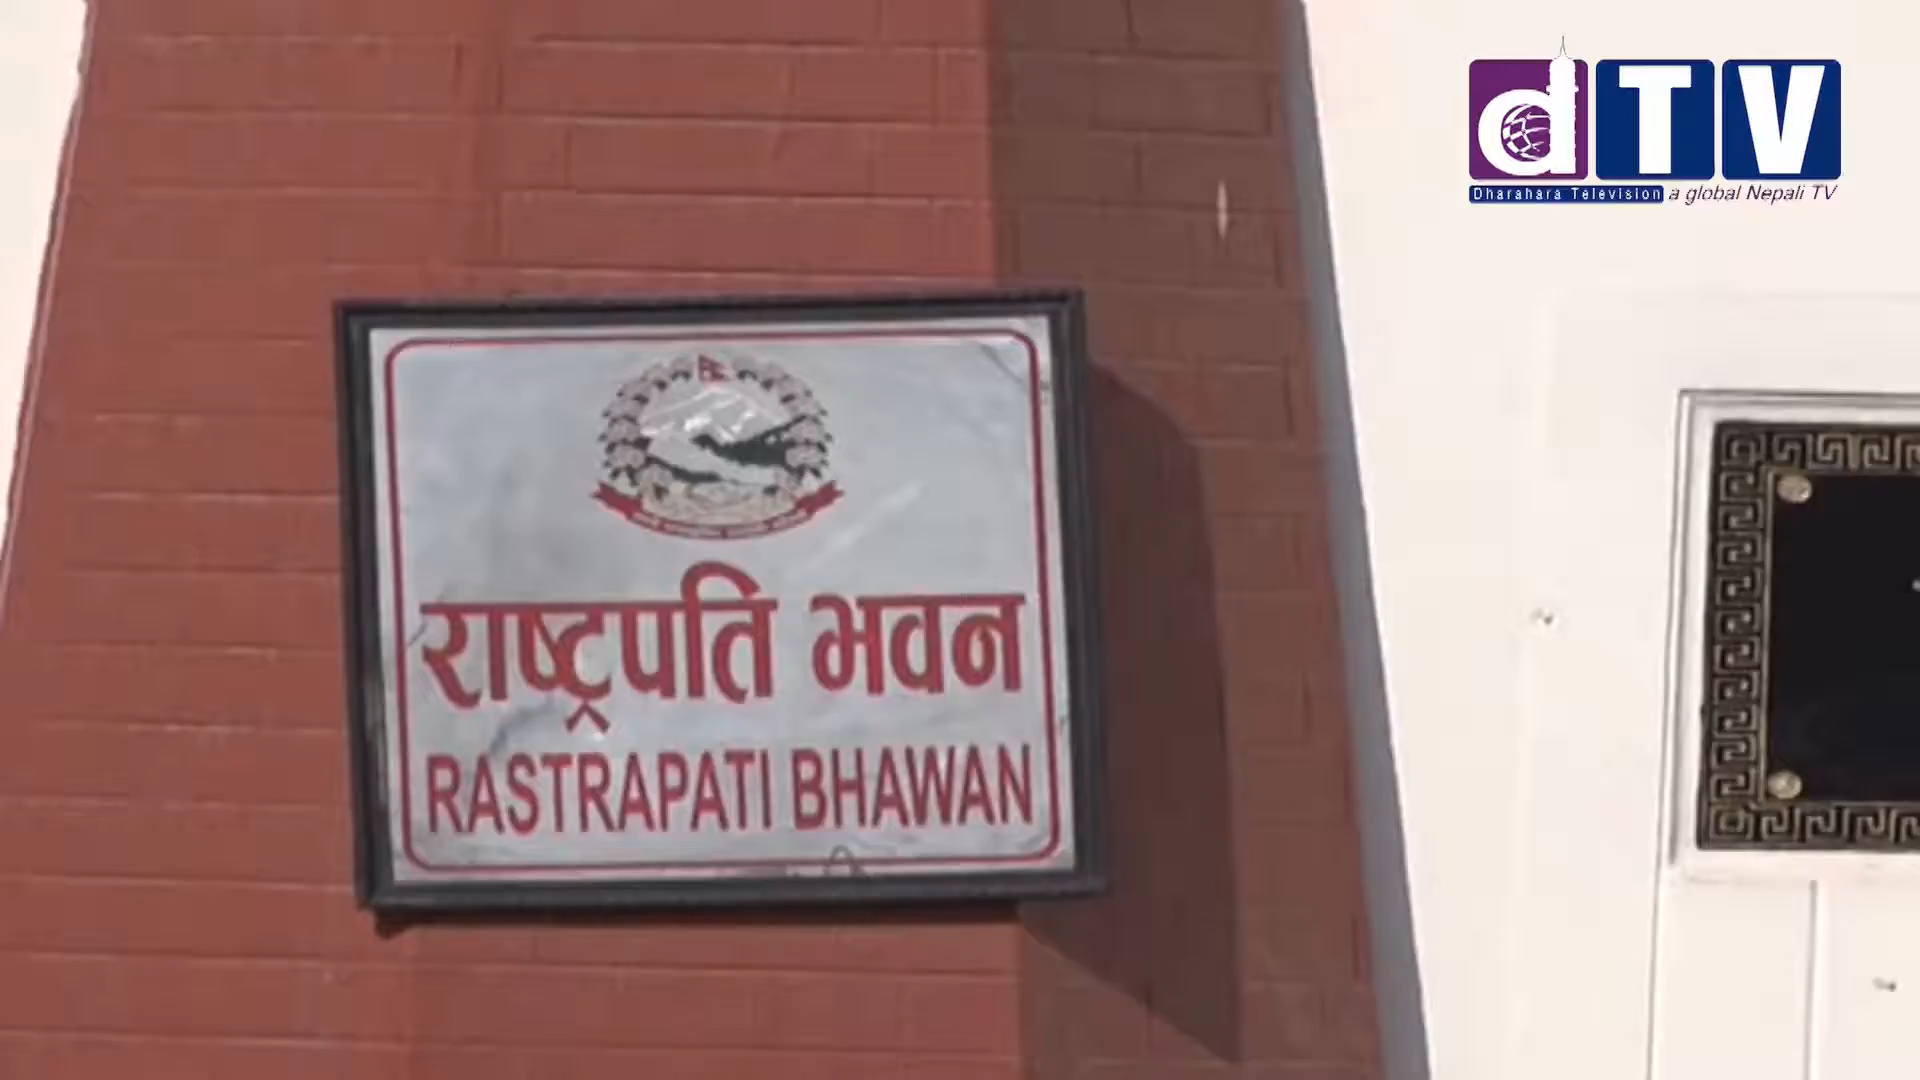 dTV
Dharahara Television a global Nepali TV
राष्ट्रपति भवन
RASTRAPATI BHAWAN